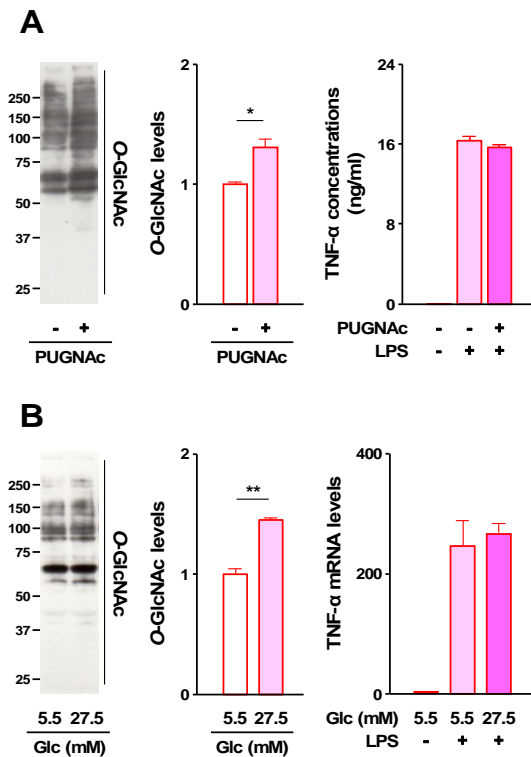 A
250
150
100
75
50
37
25
O-GlcNAc
- +
PUGNAc
O-GlcNAc levels
2
1
0
*
- +
PUGNAc
TNF-α concentrations
(ng/ml)
24
16
8
0
PUGNAc - - +
LPS - + +
B
250
150
100
75
50
37
25
O-GlcNAc
5.5 27.5
Glc (mM)
O-GlcNAc levels
2
1
0
**
5.5 27.5
Glc (mM)
TNF-α mRNA levels
400
200
0
Glc (mM) 5.5 5.5 27.5
LPS - + +